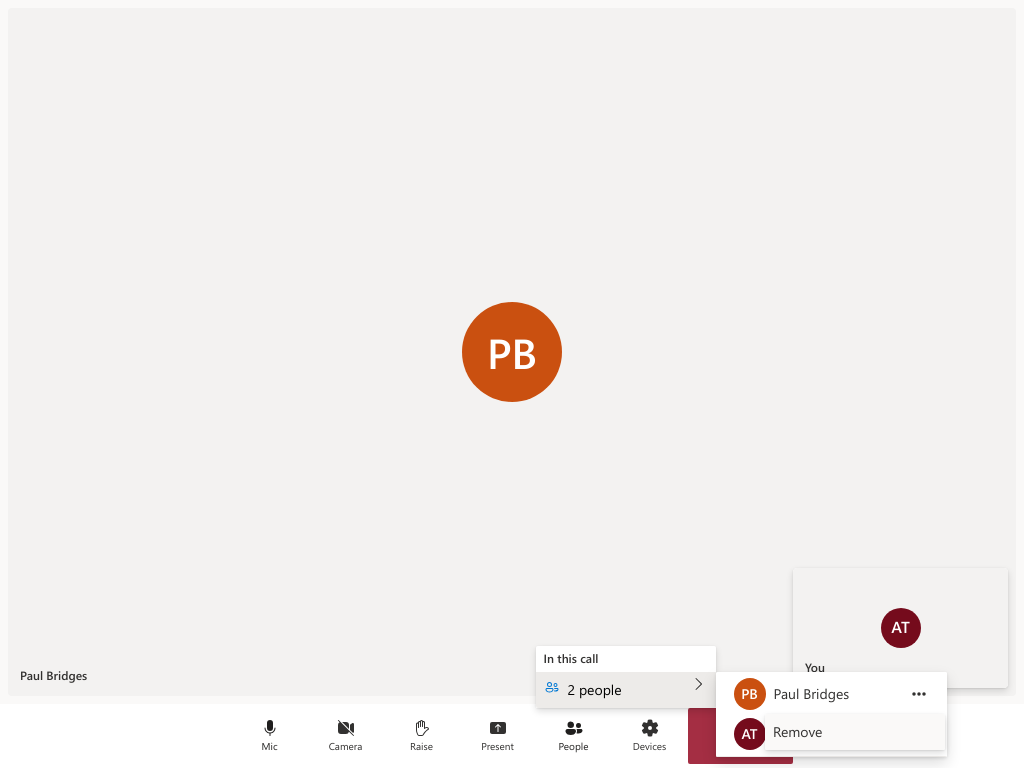 PB
AT
You
Paul Bridges
In this call
2 people
PB Paul Bridges
AT Remove
Mic
Camera
Raise
Present
People
Devices